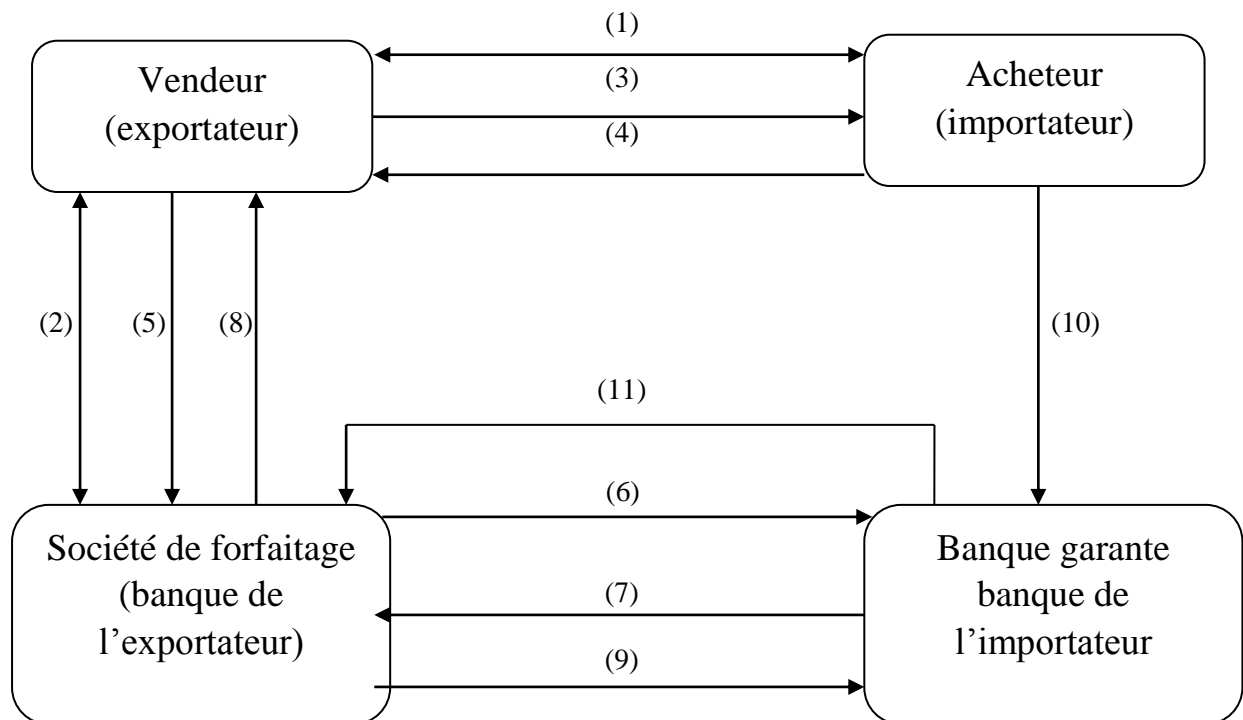 (1)
Vendeur
(exportateur)
Acheteur
(importateur)
(3)
(4)
(2)
(5)
(8)
(10)
(11)
(6)
Société de forfaitage
(banque de
l’exportateur)
Banque garante
banque de
l’importateur
(7)
(9)